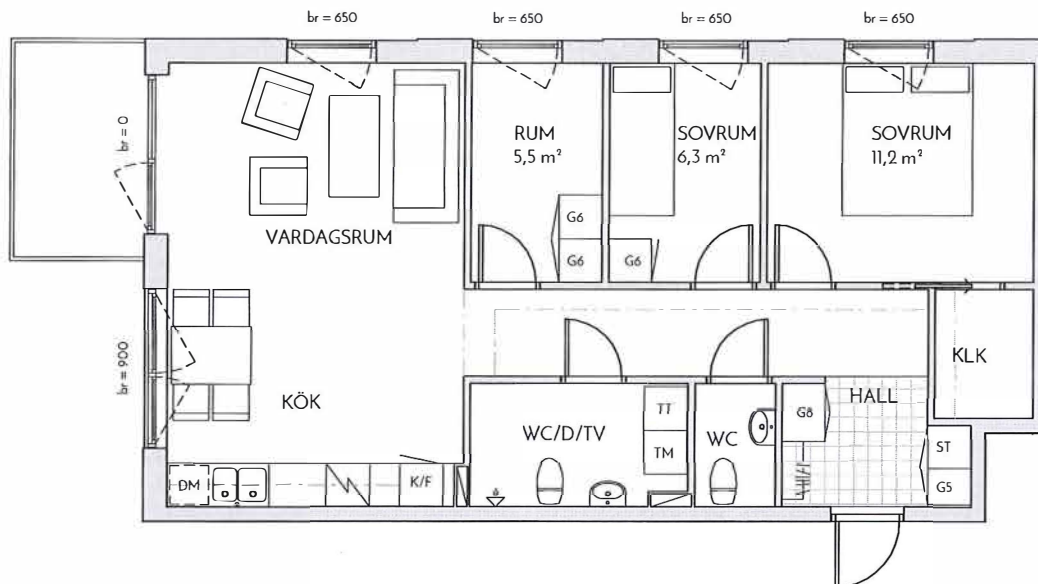 br = 650
br = 650
br = 650
br = 650
br = 0
RUM
5,5 m²
SOVRUM
6,3 m²
SOVRUM
11,2 m²
VARDAGSRUM
G6
G6
G6
br = 900
KLK
KÖK
HALL
WC/D/TV
TT
TM
WC
G8
ST
G5
DM
K/F